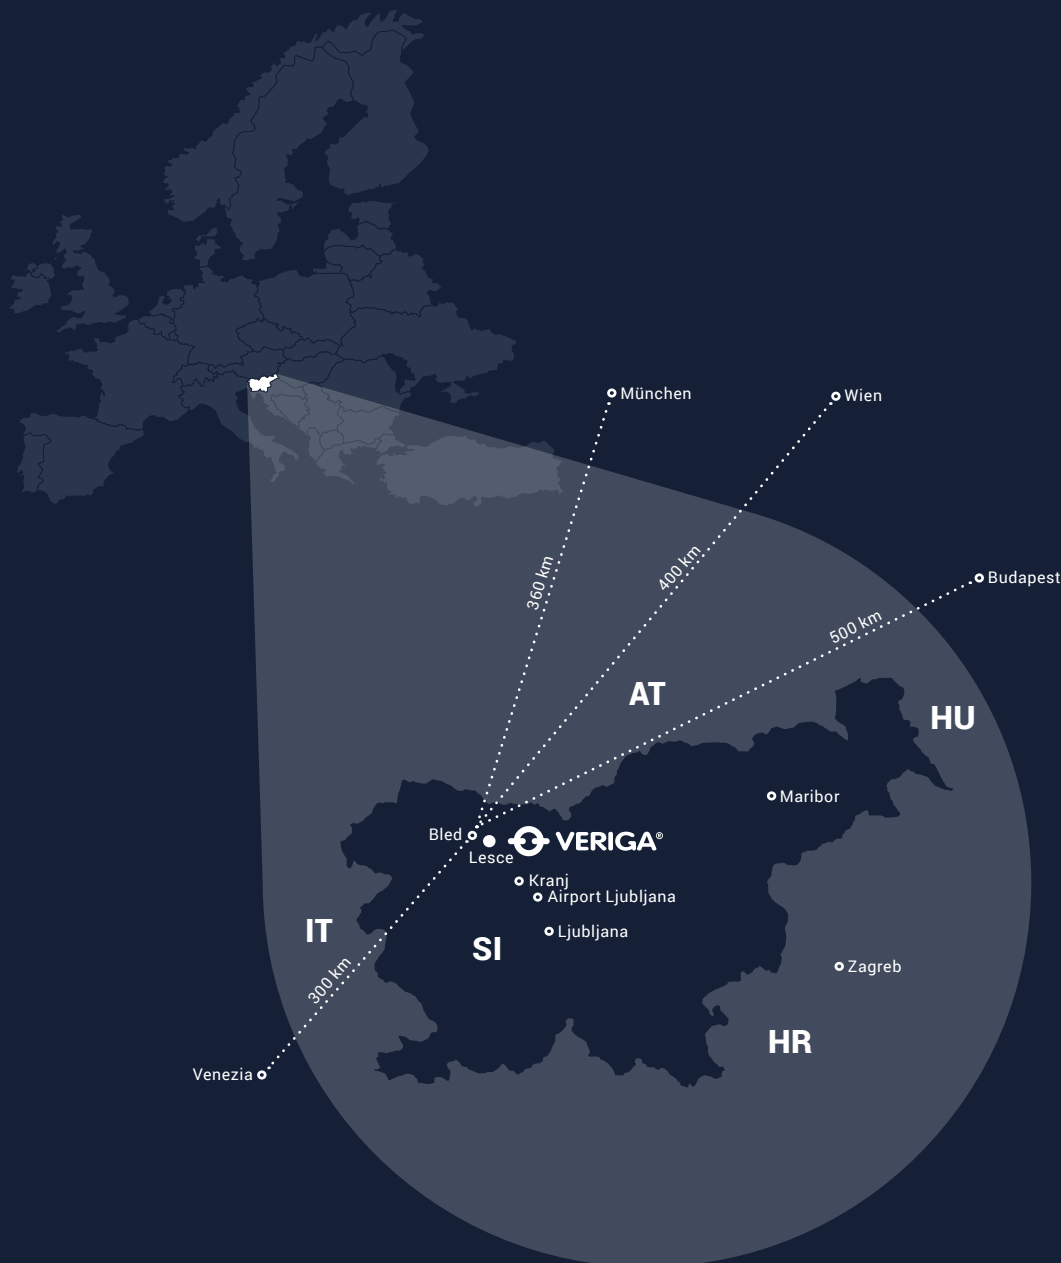 München
Wien
360 km
400 km
Budapest
500 km
AT
HU
Maribor
Bled
VERIGA®
Lesce
Kranj
Airport Ljubljana
IT
Ljubljana
SI
Zagreb
300 km
HR
Venezia